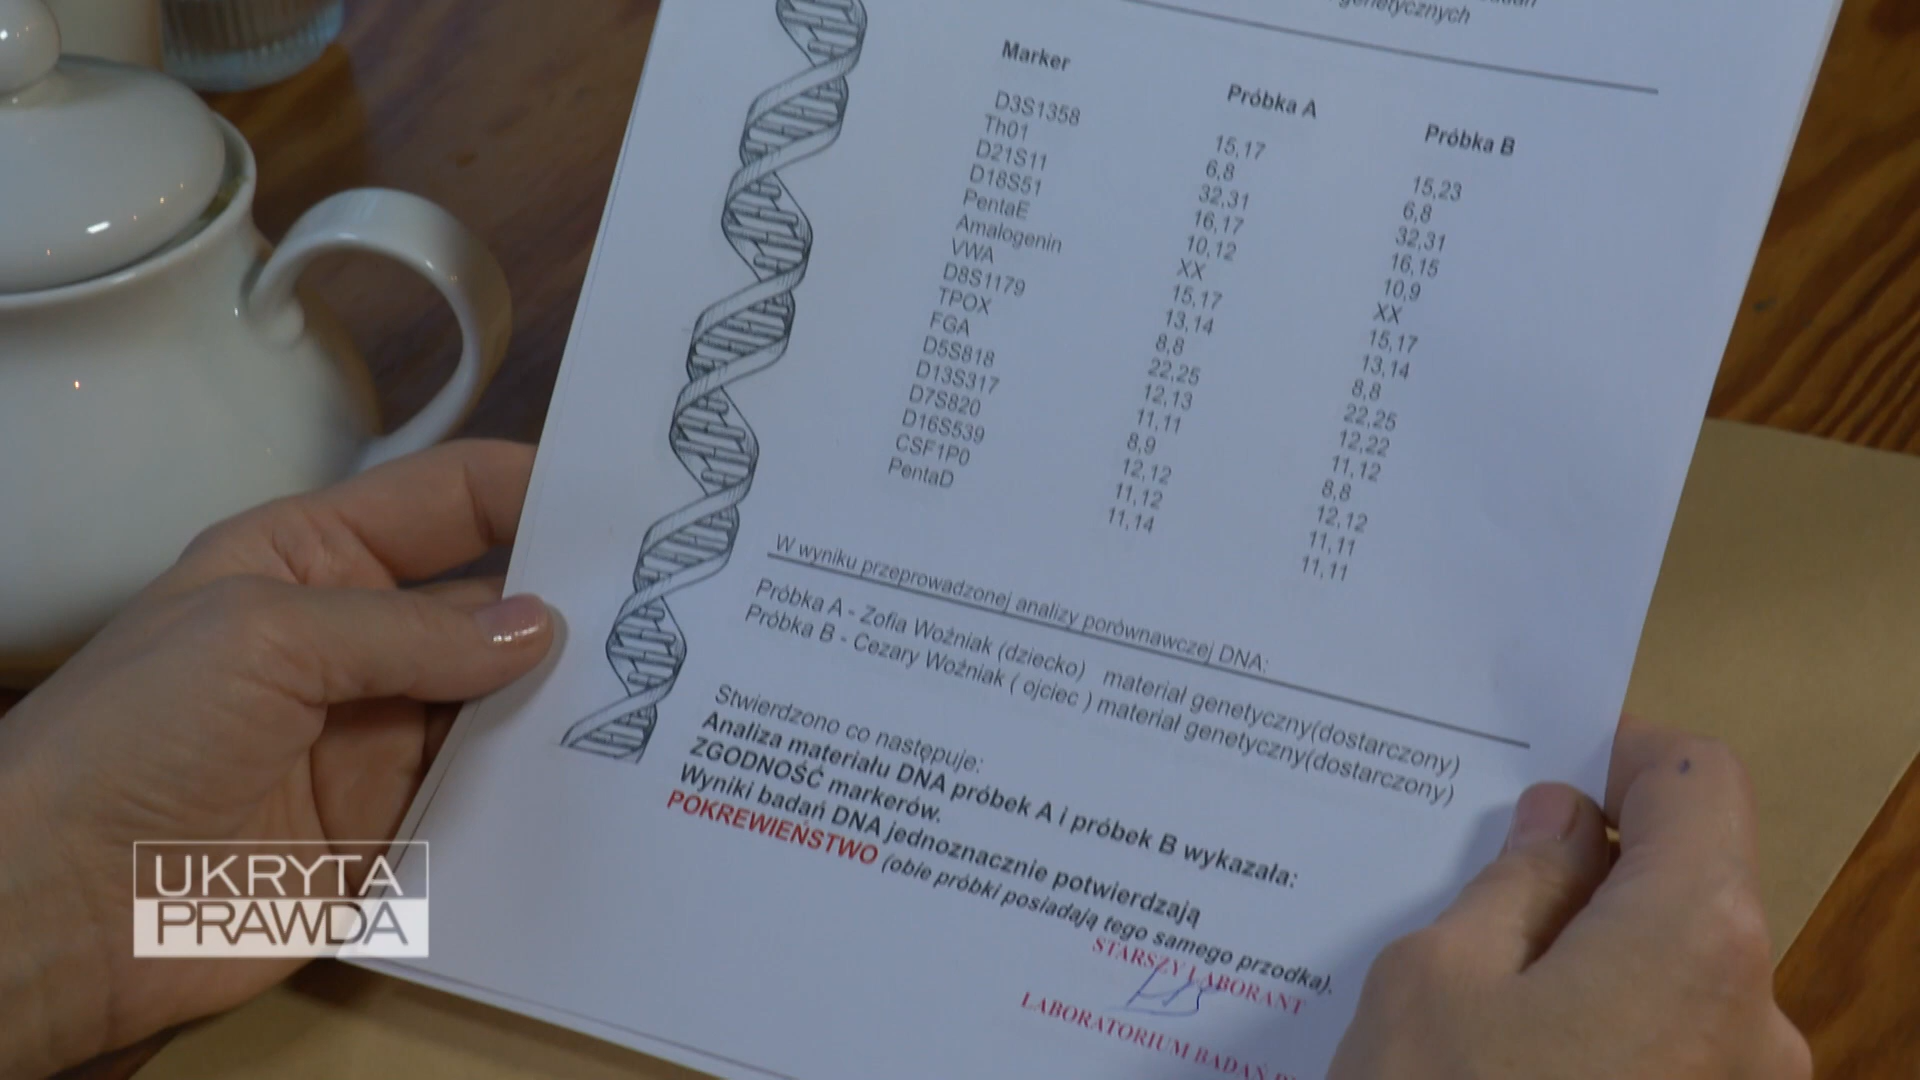 genetycznych
Marker Próbka A Próbka B
D3S1358 15,17 15,23
Th01 6,8 6,8
D21S11 32,31 32,31
D18S51 16,17 16,15
PentaE 10,12 10,9
Amalogenin XX XX
VWA 15,17 15,17
D8S1179 13,14 13,14
TPOX 8,8 8,8
FGA 22,25 22,25
D5S818 12,13 12,22
D13S317 11,11 11,12
D7S820 8,9 8,8
D16S539 12,12 12,12
CSF1P0 11,12 11,11
PentaD 11,14 11,11
W wyniku przeprowadzonej analizy porównawczej DNA:
Próbka A - Zofia Woźniak (dziecko) materiał genetyczny(dostarczony)
Próbka B - Cezary Woźniak ( ojciec ) materiał genetyczny(dostarczony)
Stwierdzono co następuje:
Analiza materiału DNA próbek A i próbek B wykazała:
ZGODNOŚĆ markerów.
Wyniki badań DNA jednoznacznie potwierdzają
POKREWIEŃSTWO (obie próbki posiadają tego samego przodka).
STARSZY LABORANT
LABORATORIUM BADAŃ
UKRYTA
PRAWDA